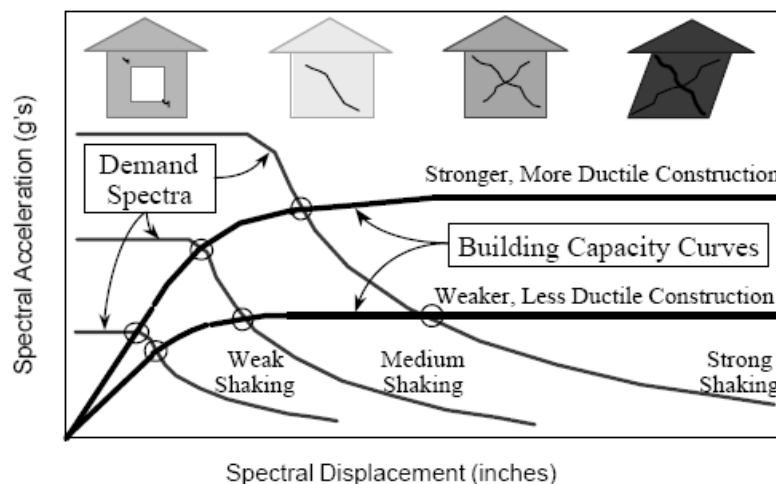 Spectral Acceleration (g's)
Demand
Spectra
Stronger, More Ductile Construction
Building Capacity Curves
Weaker, Less Ductile Construction
Weak
Shaking
Medium
Shaking
Strong
Shaking
Spectral Displacement (inches)